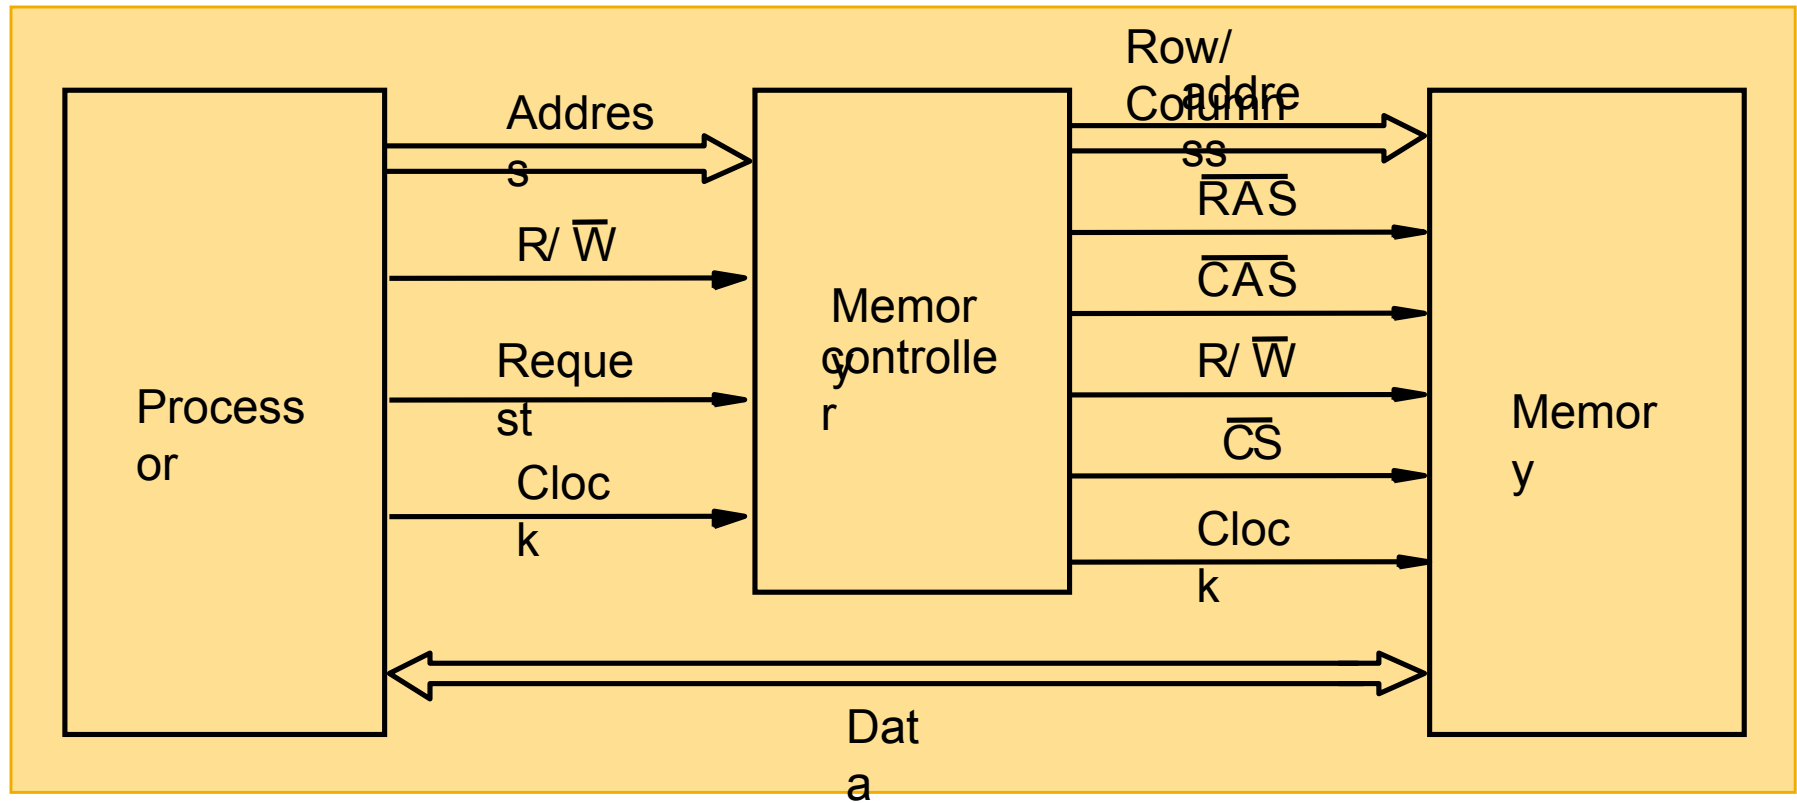 Process
or
Addres
s
R/ W
Reque
st
Cloc
k
Memor
y
controlle
r
Row/
Column
addre
ss
RAS
CAS
R/ W
CS
Cloc
k
Memor
y
Dat
a